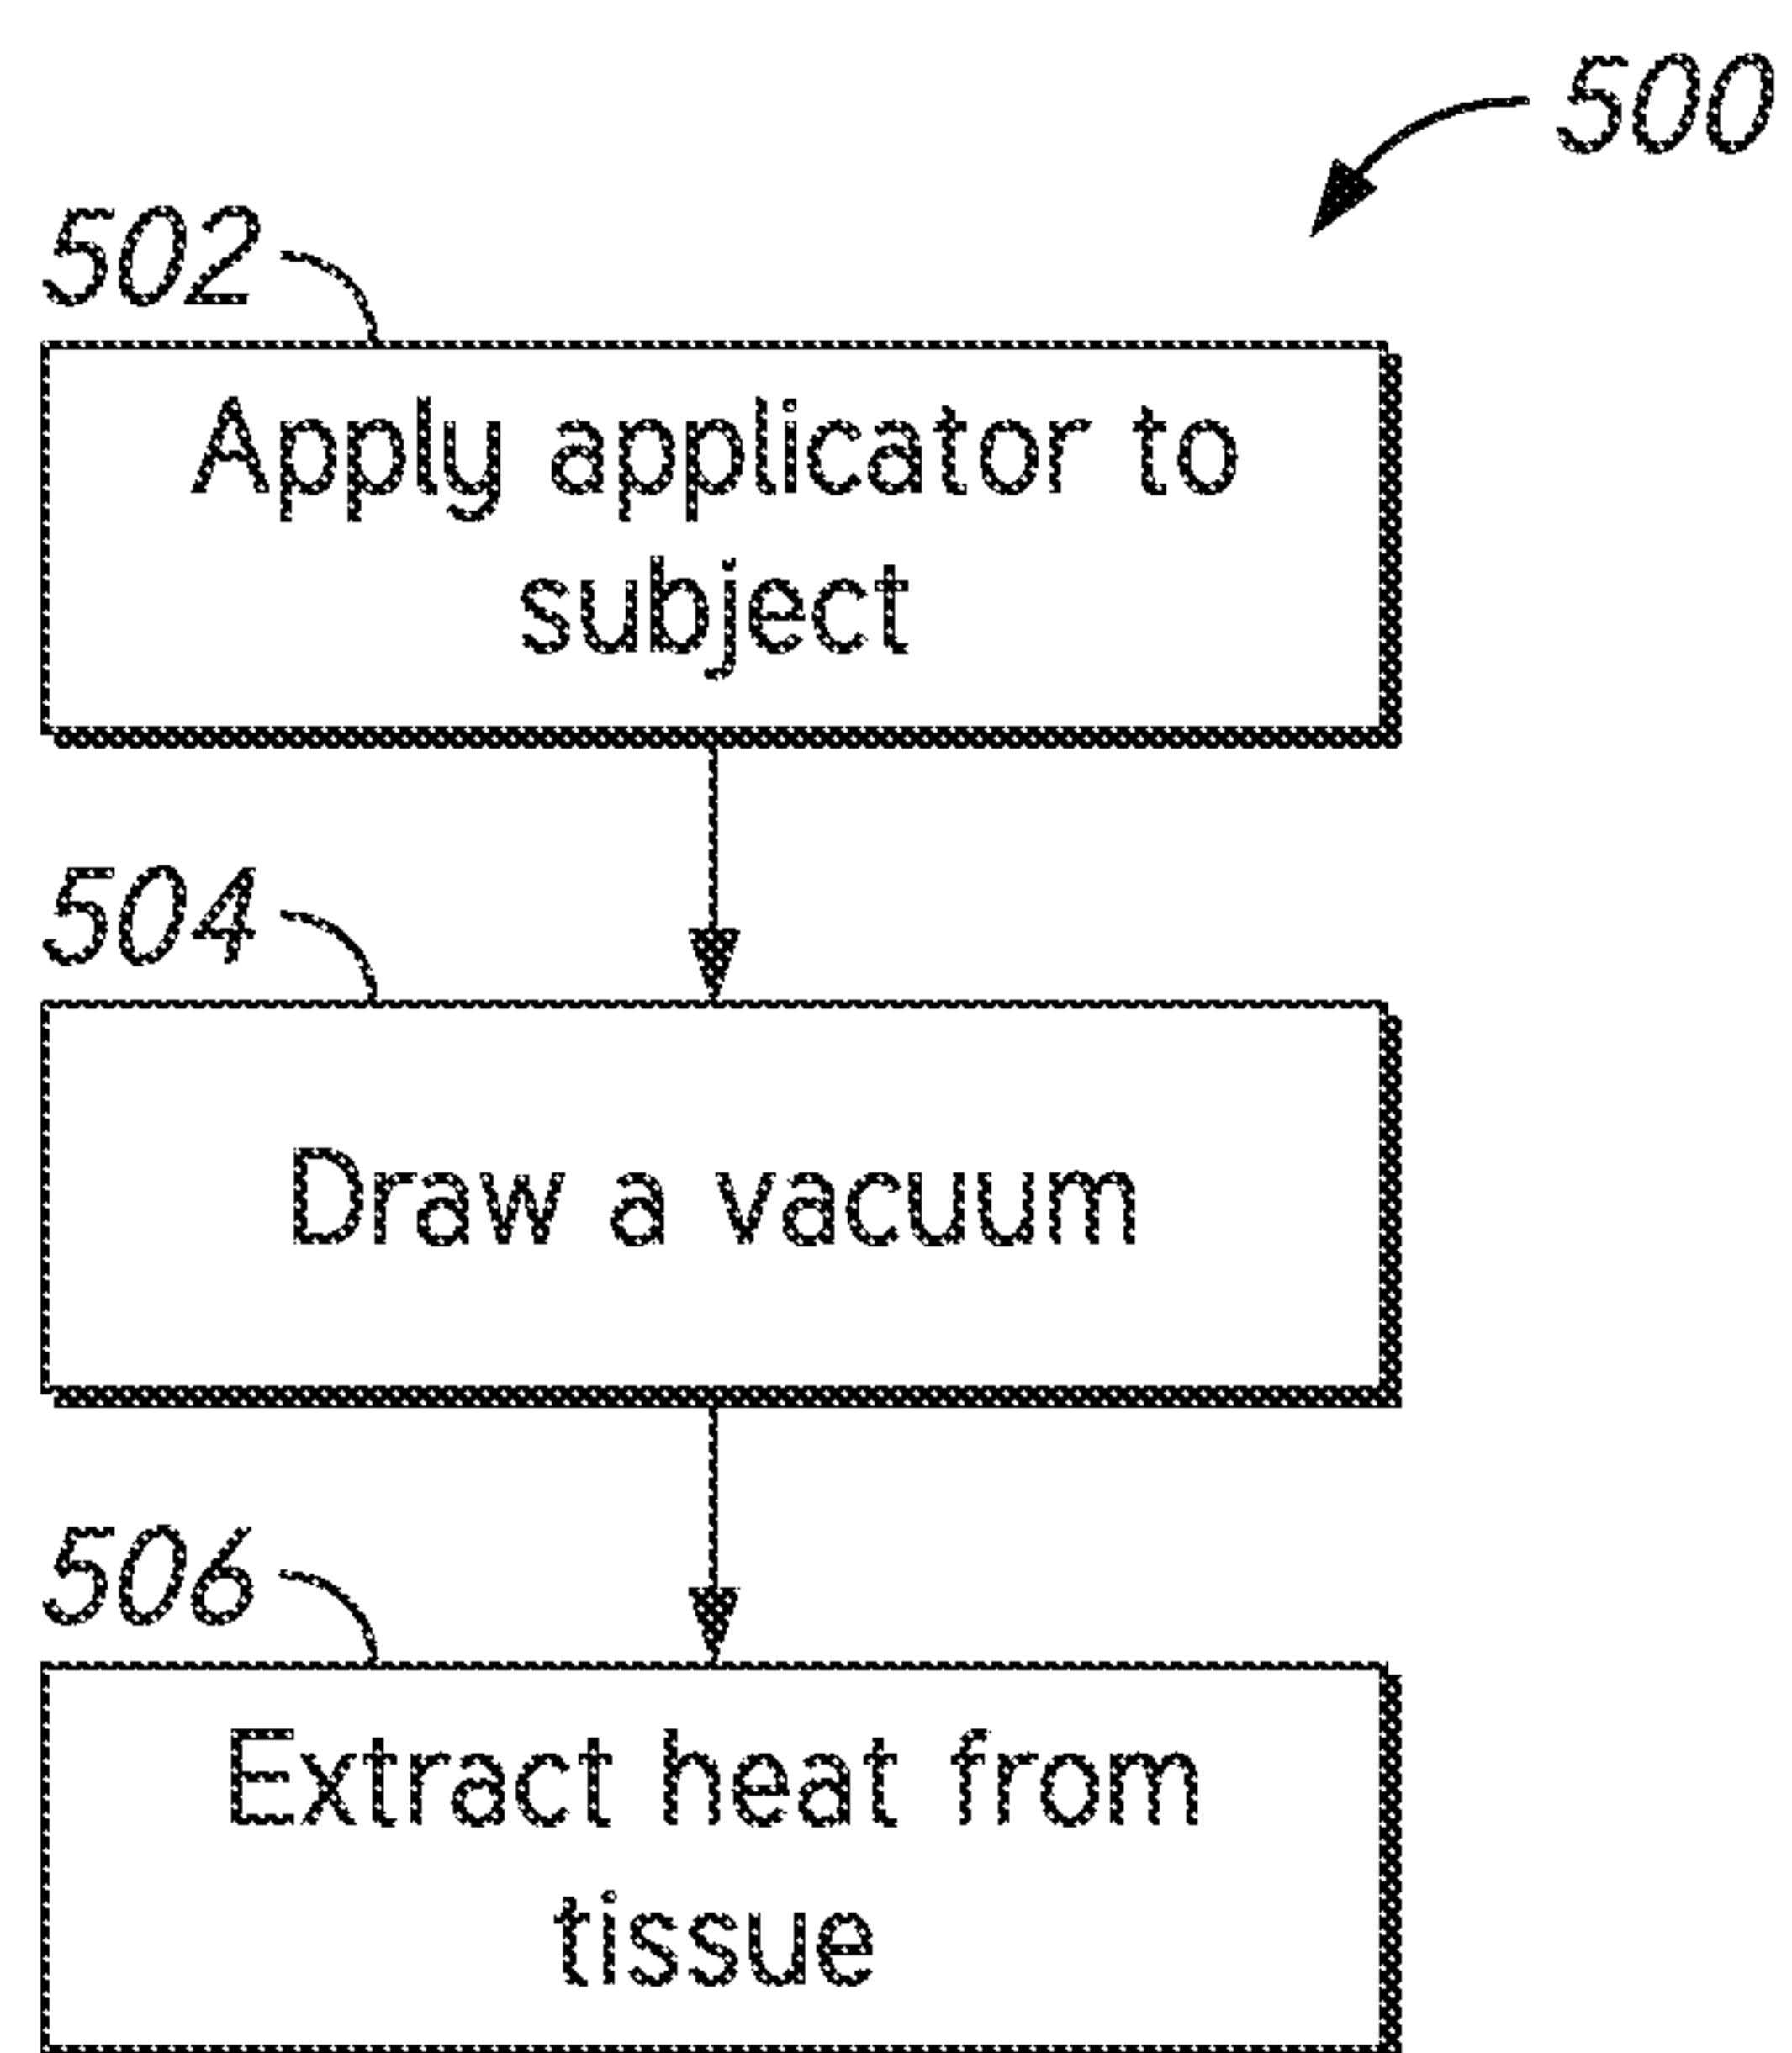 500
502
Apply applicator to
subject
504
Draw a vacuum
506
Extract heat from
tissue